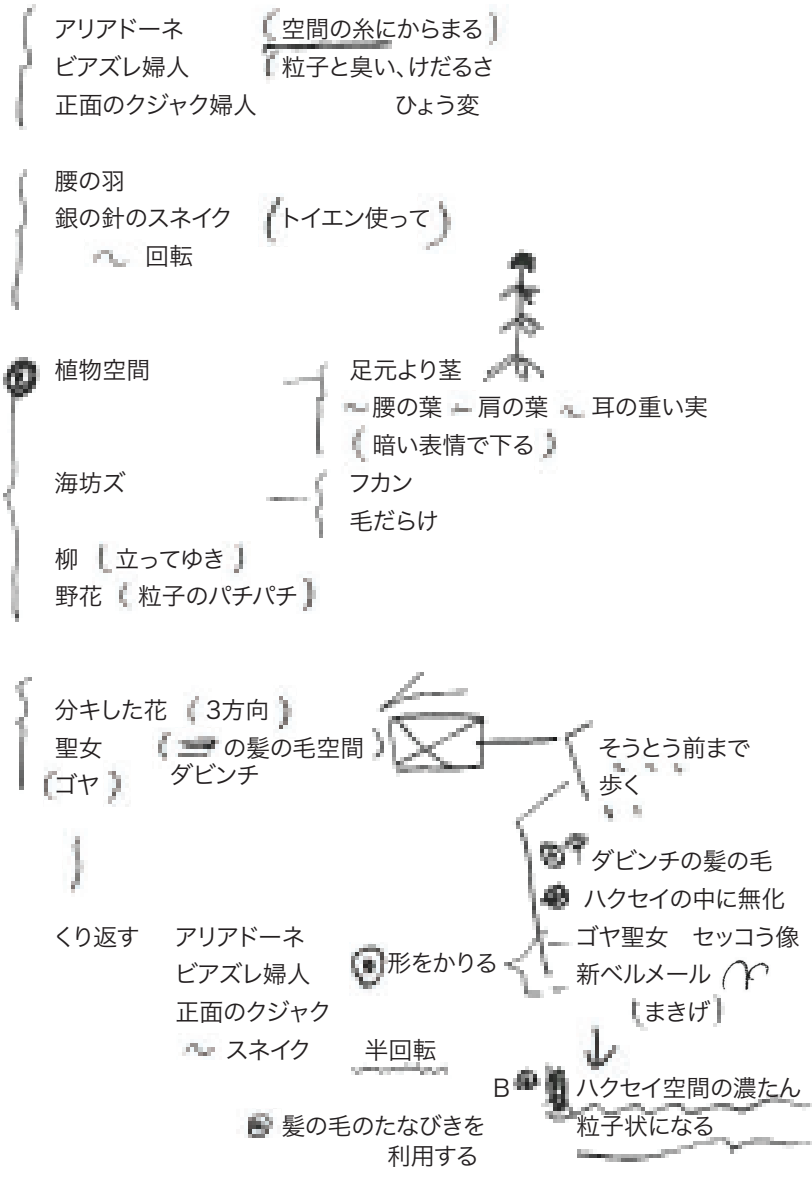 アリアドーネ （空間の糸にからまる）
ビアズレ婦人 （粒子と臭い、けだるさ
正面のクジャク婦人 ひょう変
腰の羽
銀の針のスネイク （トイエン使って）
〜 回転
植物空間 足元より茎
〜腰の葉 〜肩の葉 〜耳の重い実
（暗い表情で下る）
海坊ズ フカン
毛だらけ
柳 （立ってゆき）
野花 （粒子のパチパチ）
分キした花 （3方向）
聖女 （の髪の毛空間）
ダビンチ
（ゴヤ）
そうとう前まで
歩く
ダビンチの髪の毛
ハクセイの中に無化
ゴヤ聖女 セッコう像
新ベルメール
（まきげ）
くり返す アリアドーネ
ビアズレ婦人
正面のクジャク
〜スネイク 半回転
形をかりる
B ハクセイ空間の濃たん
粒子状になる
髪の毛のたなびきを
利用する